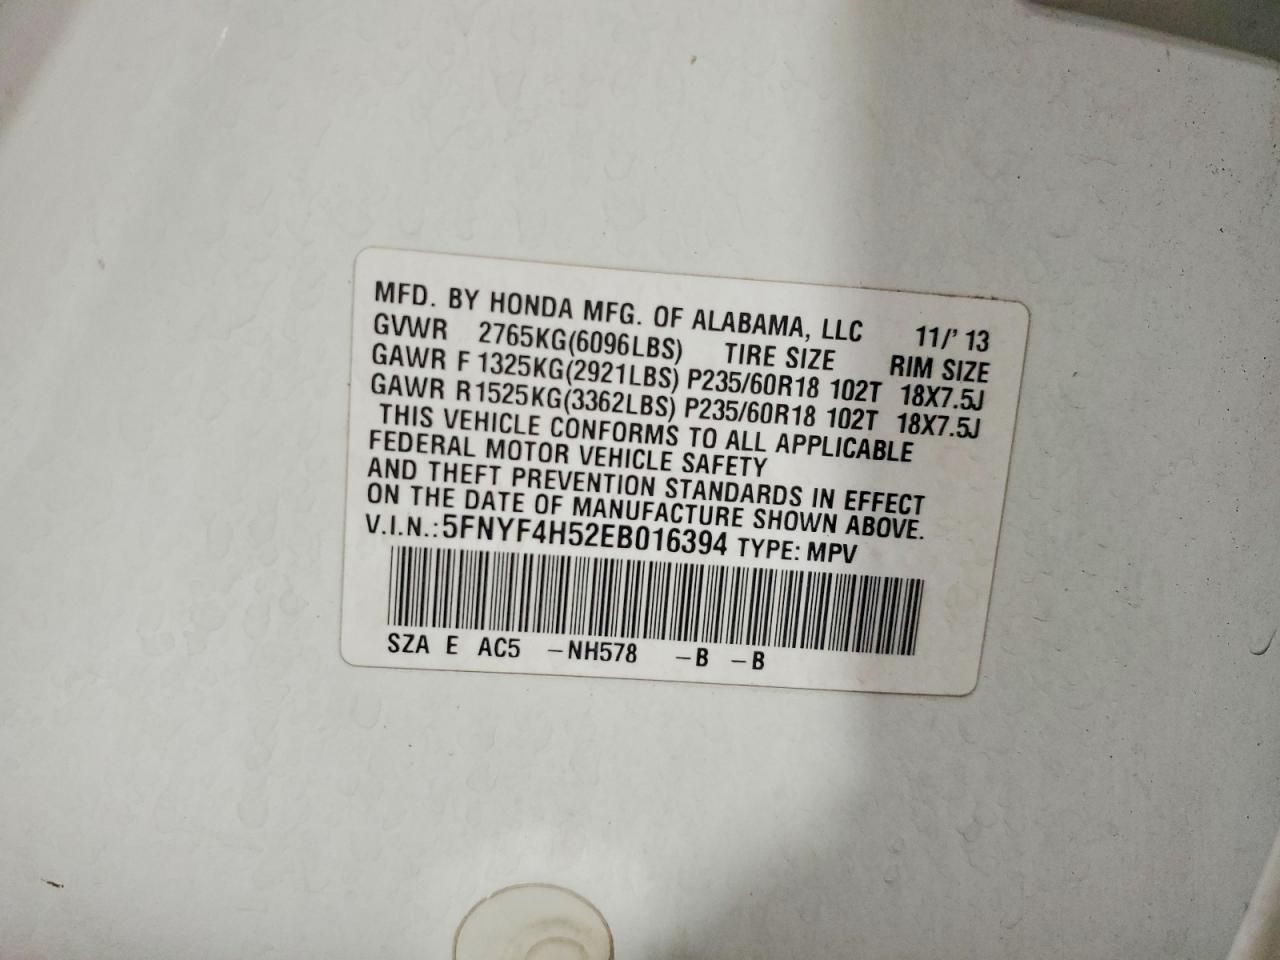 MFD. BY HONDA MFG. OF ALABAMA, LLC 11/' 13
GVWR 2765KG(6096LBS) TIRE SIZE RIM SIZE
GAWR F 1325KG(2921LBS) P235/60R18 102T 18X7.5J
GAWR R1525KG(3362LBS) P235/60R18 102T 18X7.5J
THIS VEHICLE CONFORMS TO ALL APPLICABLE
FEDERAL MOTOR VEHICLE SAFETY
AND THEFT PREVENTION STANDARDS IN EFFECT
ON THE DATE OF MANUFACTURE SHOWN ABOVE.
V.I.N.: 5FNYF4H52EB016394 TYPE: MPV
SZA E AC5 –NH578 –B –B